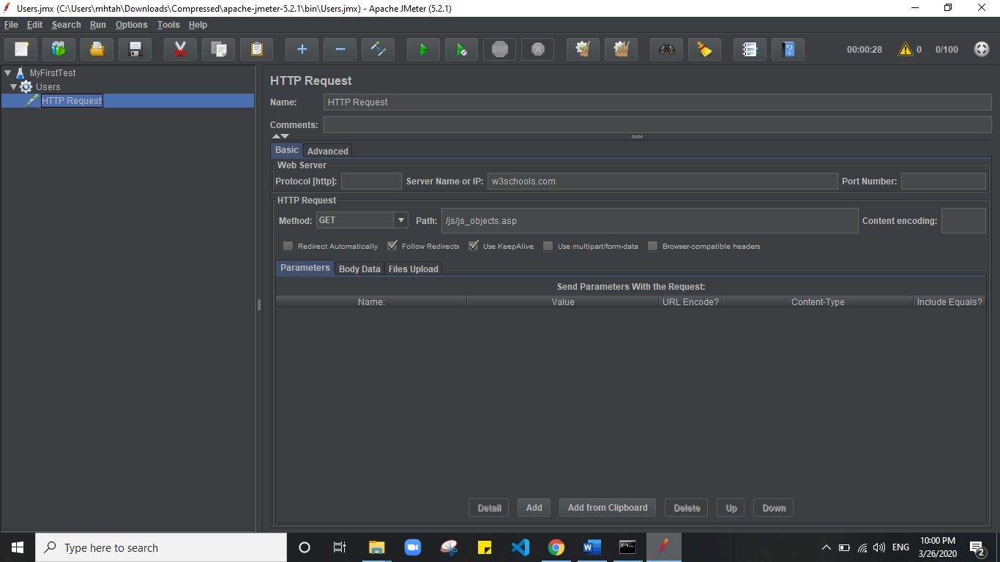 Users.jmx (C:\Users\mhtah\Downloads\Compressed\apache-jmeter-5.2.1\bin\Users.jmx) - Apache JMeter (5.2.1)
File Edit Search Run Options Tools Help
STOP 00:00:28 0 0/100
MyFirstTest
Users
HTTP Request
HTTP Request
Name: HTTP Request
Comments:
Basic Advanced
Web Server
Protocol [http]: Server Name or IP: w3schools.com Port Number:
HTTP Request
Method: GET Path: /js/js_objects.asp Content encoding:
Redirect Automatically Follow Redirects Use KeepAlive Use multipart/form-data Browser-compatible headers
Parameters Body Data Files Upload
Send Parameters With the Request:
Name: Value URL Encode? Content-Type Include Equals?
Detail Add Add from Clipboard Delete Up Down
Type here to search
ENG
10:00 PM
3/26/2020
2